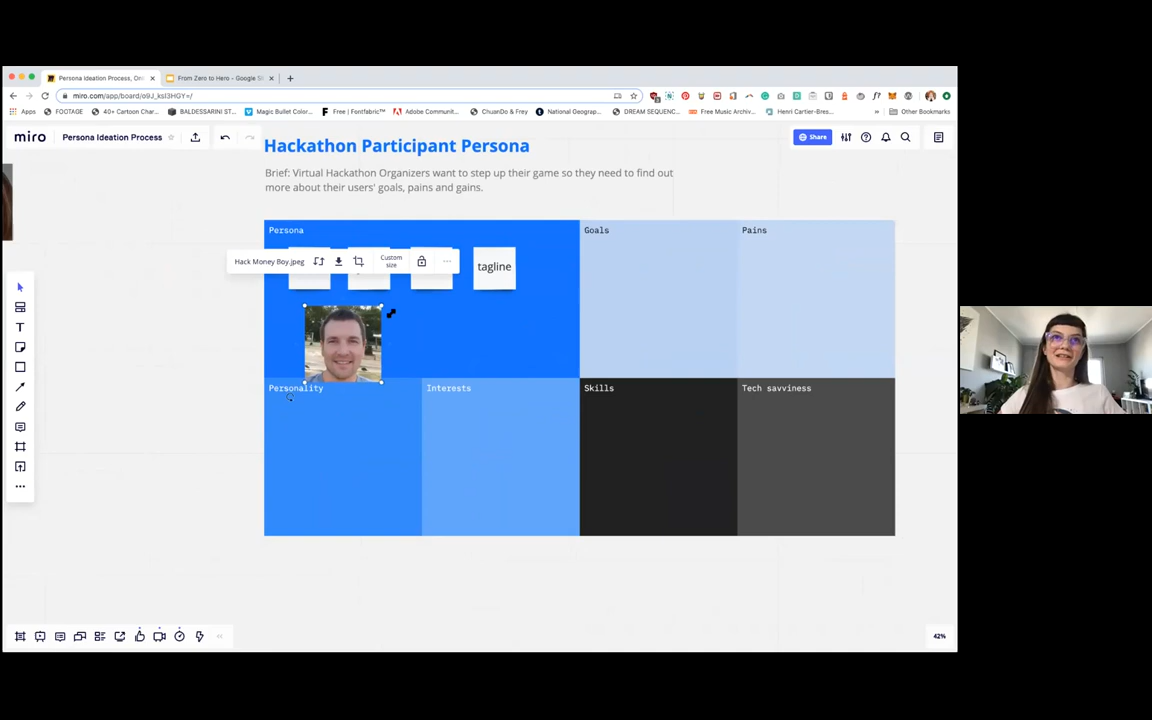 Persona Ideation Process, Onl
From Zero to Hero - Google Sl
miro.com/app/board/o9J_ksI3HGY=/
Apps
FOOTAGE
40+ Cartoon Char...
BALDESSARINI ST...
Magic Bullet Color...
Free | Fontfabric™
Adobe Communit...
ChuanDo & Frey
National Geograp...
DREAM SEQUENC...
Free Music Archiv...
Henri Cartier-Bres...
Other Bookmarks
miro
Persona Ideation Process
Share
Hackathon Participant Persona
Brief: Virtual Hackathon Organizers want to step up their game so they need to find out
more about their users' goals, pains and gains.
Persona
Goals
Pains
Hack Money Boy.jpeg
Custom
size
tagline
Personality
Interests
Skills
Tech savviness
42%